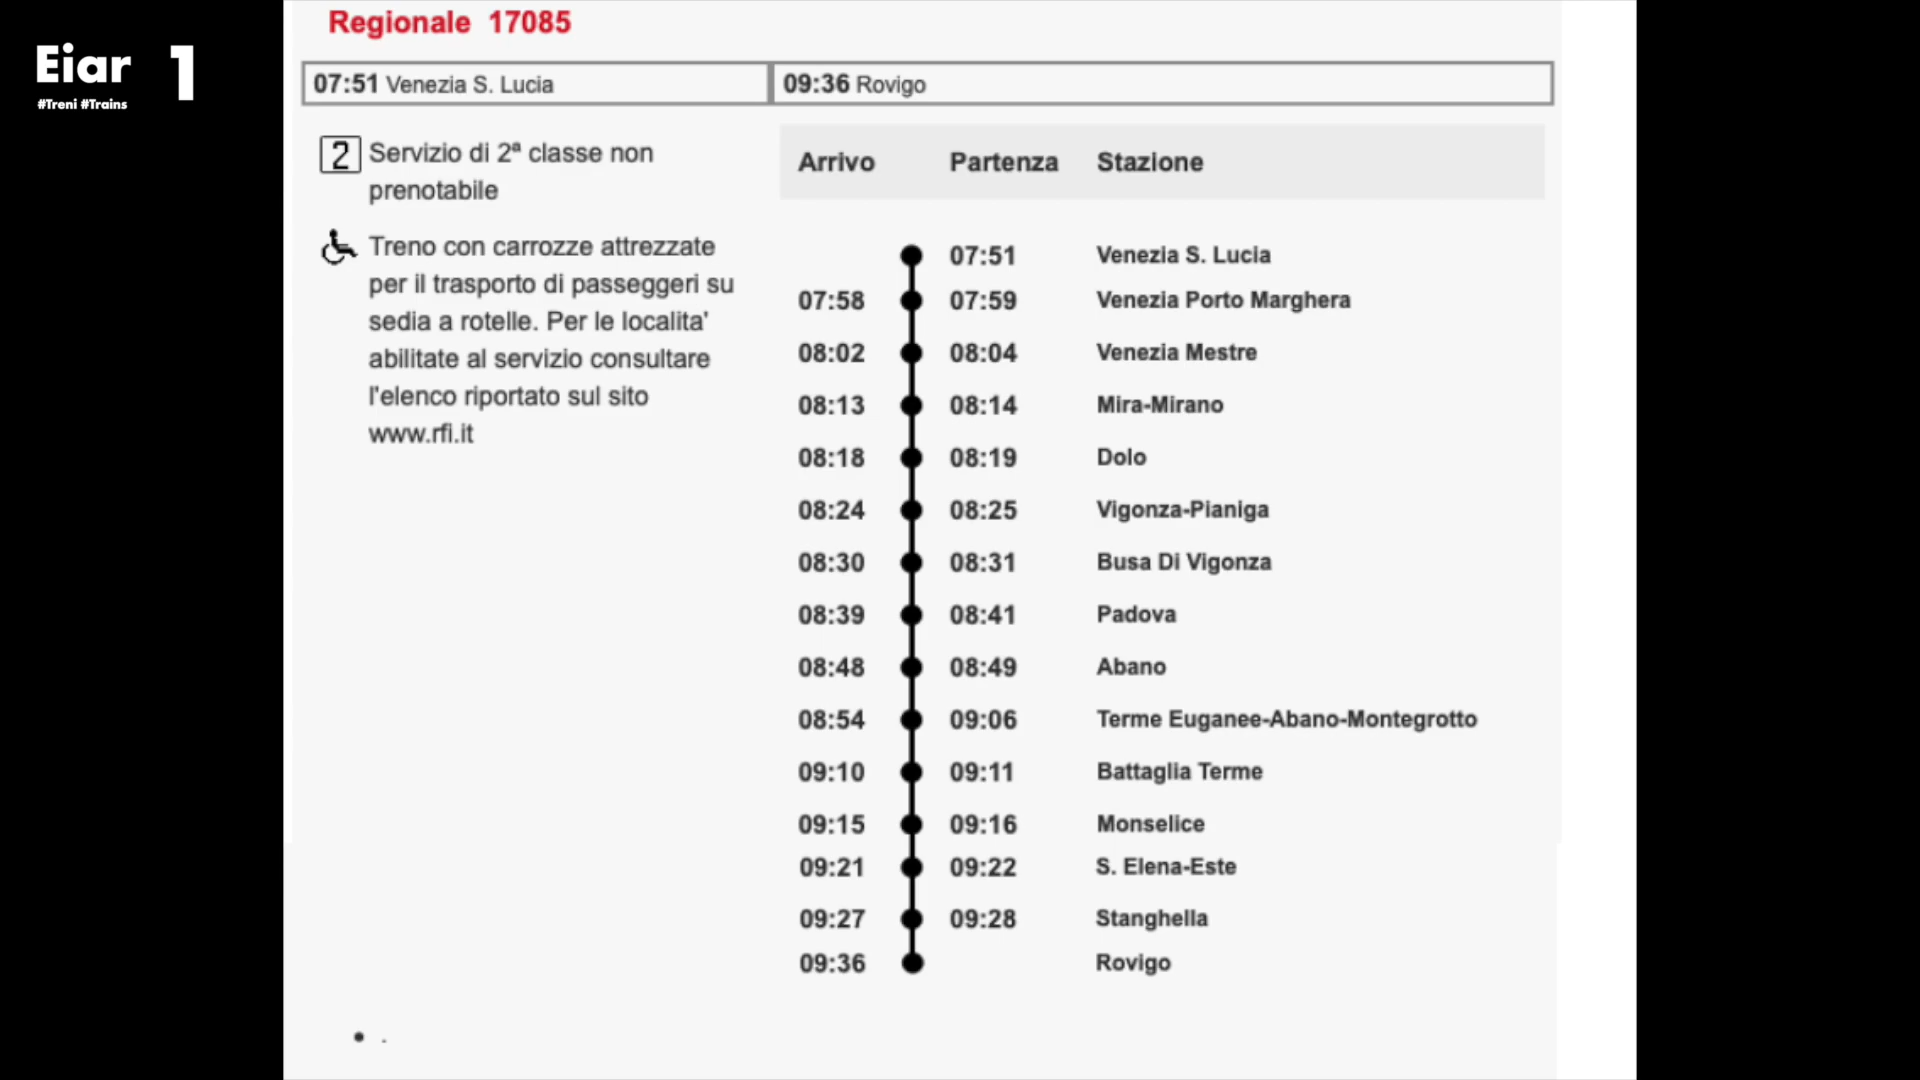 Eiar 1
#Treni #Trains
Regionale 17085
07:51 Venezia S. Lucia
09:36 Rovigo
2 Servizio di 2ª classe non
prenotabile
Treno con carrozze attrezzate
per il trasporto di passeggeri su
sedia a rotelle. Per le localita'
abilitate al servizio consultare
l'elenco riportato sul sito
www.rfi.it
Arrivo Partenza Stazione
07:51 Venezia S. Lucia
07:58 07:59 Venezia Porto Marghera
08:02 08:04 Venezia Mestre
08:13 08:14 Mira-Mirano
08:18 08:19 Dolo
08:24 08:25 Vigonza-Pianiga
08:30 08:31 Busa Di Vigonza
08:39 08:41 Padova
08:48 08:49 Abano
08:54 09:06 Terme Euganee-Abano-Montegrotto
09:10 09:11 Battaglia Terme
09:15 09:16 Monselice
09:21 09:22 S. Elena-Este
09:27 09:28 Stanghella
09:36 Rovigo
• .